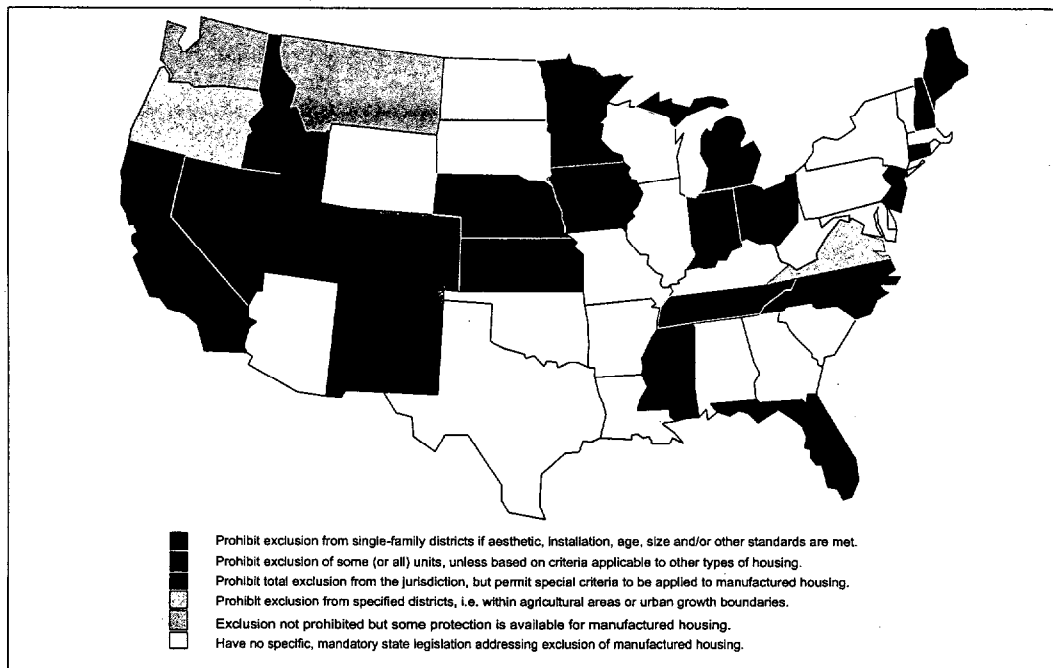 Prohibit exclusion from single-family districts if aesthetic, installation, age, size and/or other standards are met.
Prohibit exclusion of some (or all) units, unless based on criteria applicable to other types of housing.
Prohibit total exclusion from the jurisdiction, but permit special criteria to be applied to manufactured housing.
Prohibit exclusion from specified districts, i.e. within agricultural areas or urban growth boundaries.
Exclusion not prohibited but some protection is available for manufactured housing.
Have no specific, mandatory state legislation addressing exclusion of manufactured housing.